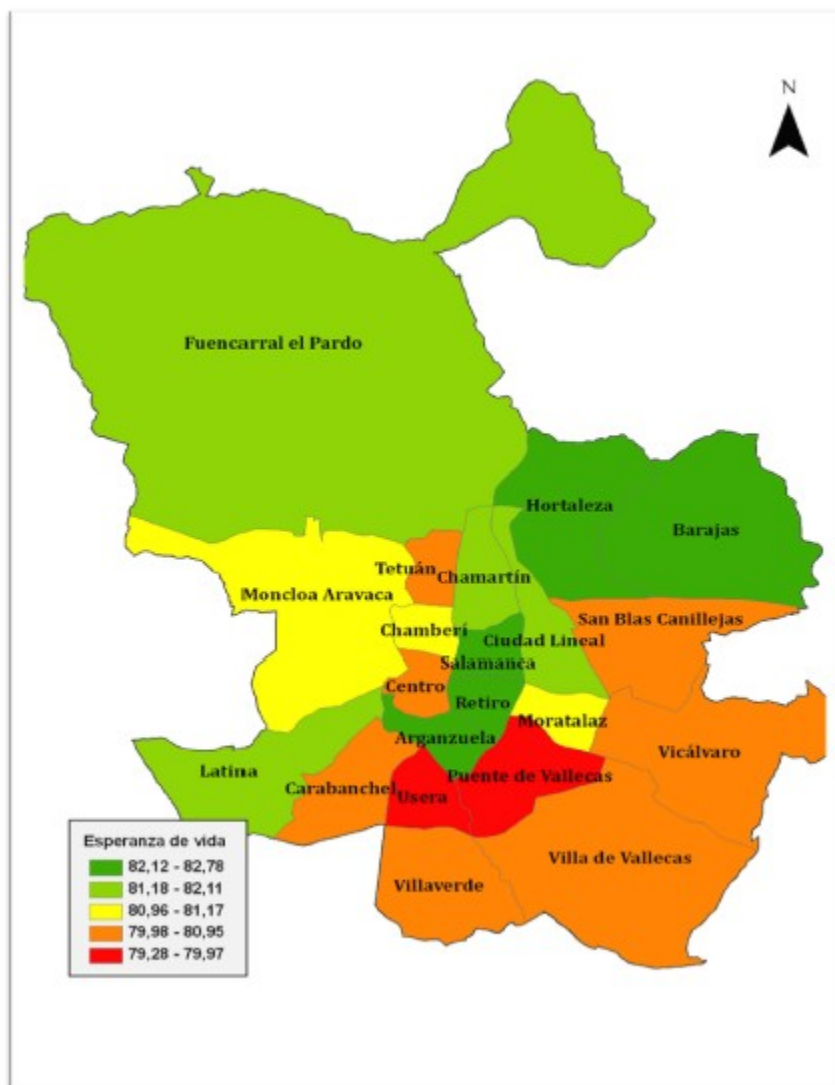 N
Fuencarral el Pardo
Hortaleza
Barajas
Tetuán
Chamartín
Moncloa Aravaca
San Blas Canillejas
Chamberí
Ciudad Lineal
Salamanca
Centro
Retiro
Moratalaz
Arganzuela
Vicálvaro
Latina
Puente de Vallecas
Carabanchel
Usera
Villa de Vallecas
Villaverde
Esperanza de vida
82,12 - 82,78
81,18 - 82,11
80,96 - 81,17
79,98 - 80,95
79,28 - 79,97